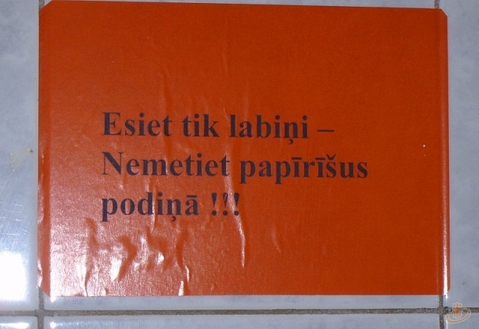 Esiet tik labiņi –
Nemetiet papīrīšus
podiņā !!!